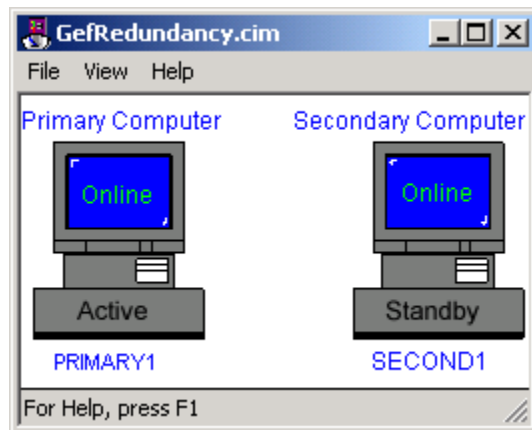 GefRedundancy.cim
File View Help
Primary Computer Secondary Computer
Online Online
Active Standby
PRIMARY1 SECOND1
For Help, press F1